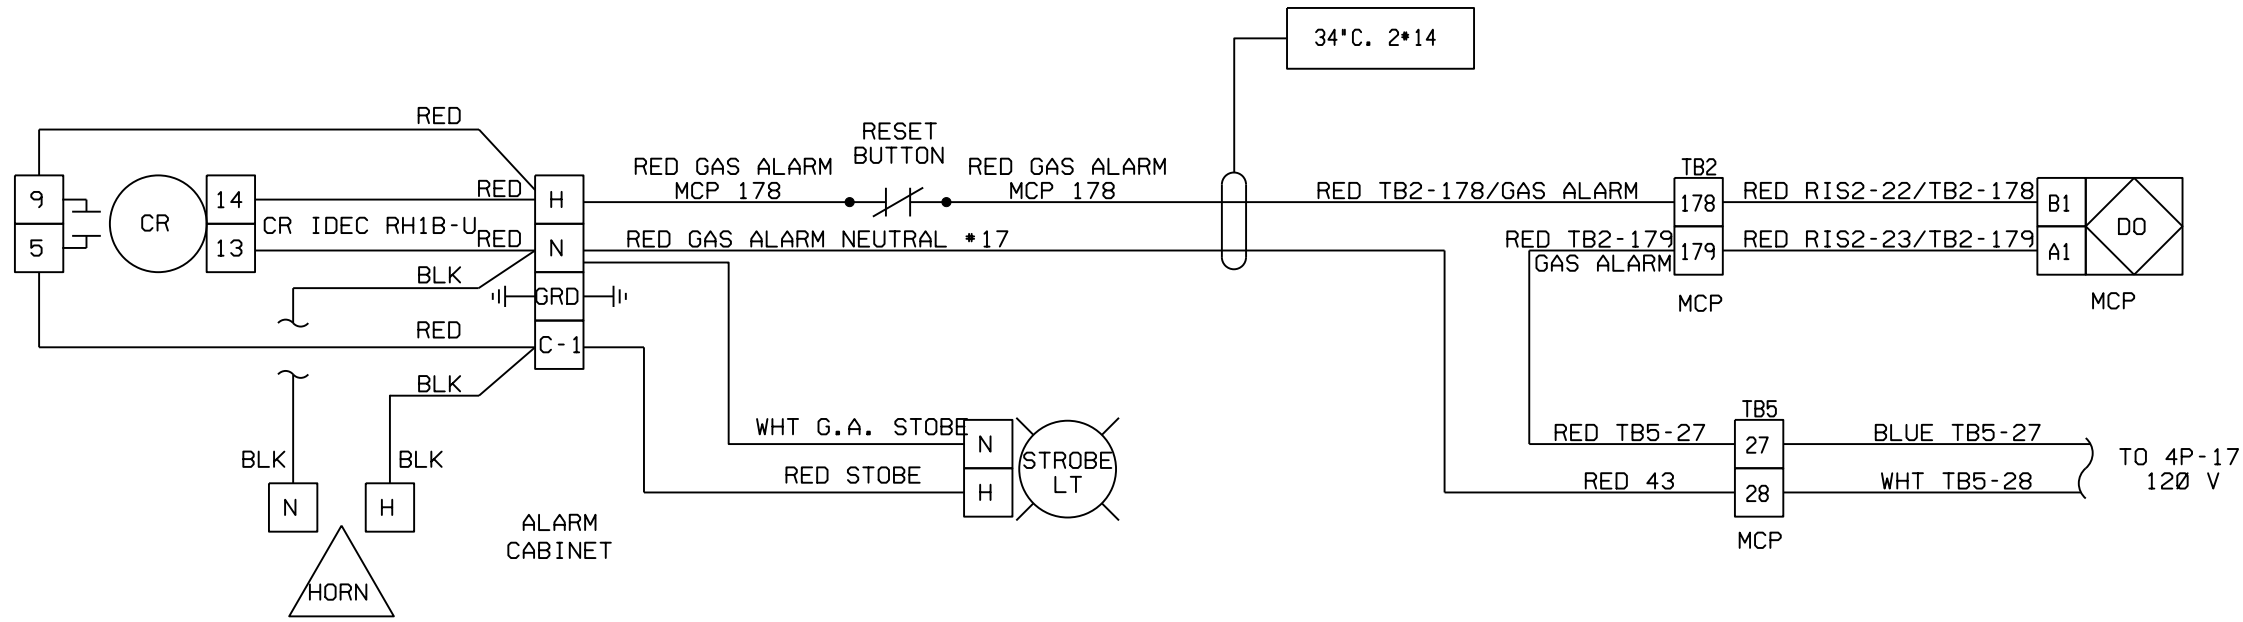 34"C. 2#14
RED
RESET
BUTTON
RED GAS ALARM
MCP 178
RED GAS ALARM
MCP 178
TB2
9
5
CR
14
13
RED
CR IDEC RH1B-U
RED
H
N
GRD
C-1
RED GAS ALARM NEUTRAL #17
RED TB2-178/GAS ALARM
178
179
RED RIS2-22/TB2-178
RED RIS2-23/TB2-179
B1
A1
DO
RED TB2-179
GAS ALARM
MCP
MCP
BLK
RED
BLK
TB5
WHT G.A. STOBE
RED STOBE
N
H
STROBE
LT
RED TB5-27
RED 43
27
28
BLUE TB5-27
WHT TB5-28
TO 4P-17
120 V
MCP
BLK
BLK
N
H
HORN
ALARM
CABINET